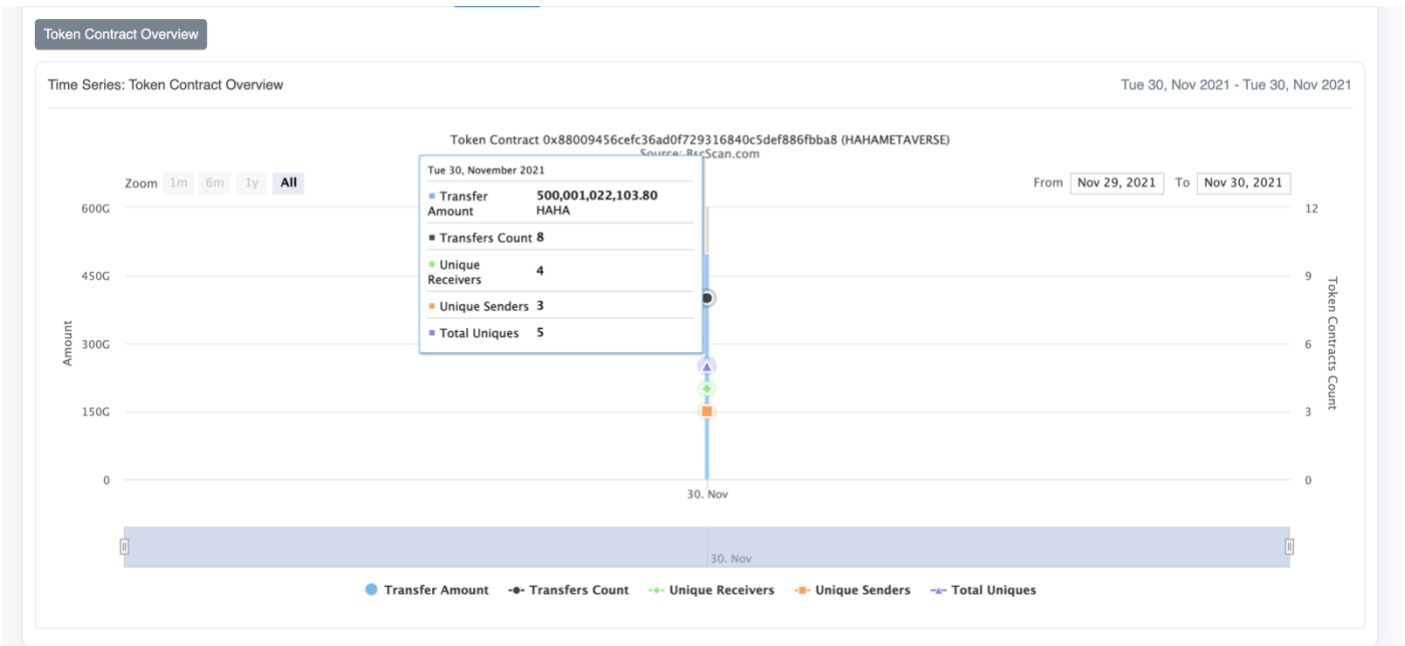 Token Contract Overview
Time Series: Token Contract Overview
Tue 30, Nov 2021 - Tue 30, Nov 2021
Token Contract 0x88009456cefc36ad0f729316840c5def886fbba8 (HAHAMETAVERSE)
Source: BscScan.com
Zoom 1m 6m 1y All
From Nov 29, 2021 To Nov 30, 2021
Tue 30, November 2021
Transfer Amount 500,001,022,103.80 HAHA
Transfers Count 8
Unique Receivers 4
Unique Senders 3
Total Uniques 5
Amount
600G
450G
300G
150G
0
12
9
6
3
0
Token Contracts Count
30. Nov
30. Nov
Transfer Amount Transfers Count Unique Receivers Unique Senders Total Uniques